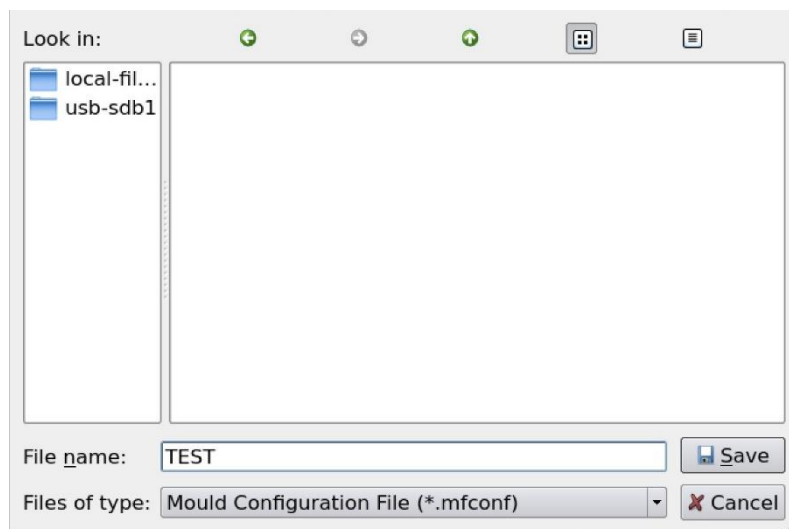 Look in:
local-fil...
usb-sdb1
File name: TEST
Save
Files of type: Mould Configuration File (*.mfconf)
Cancel